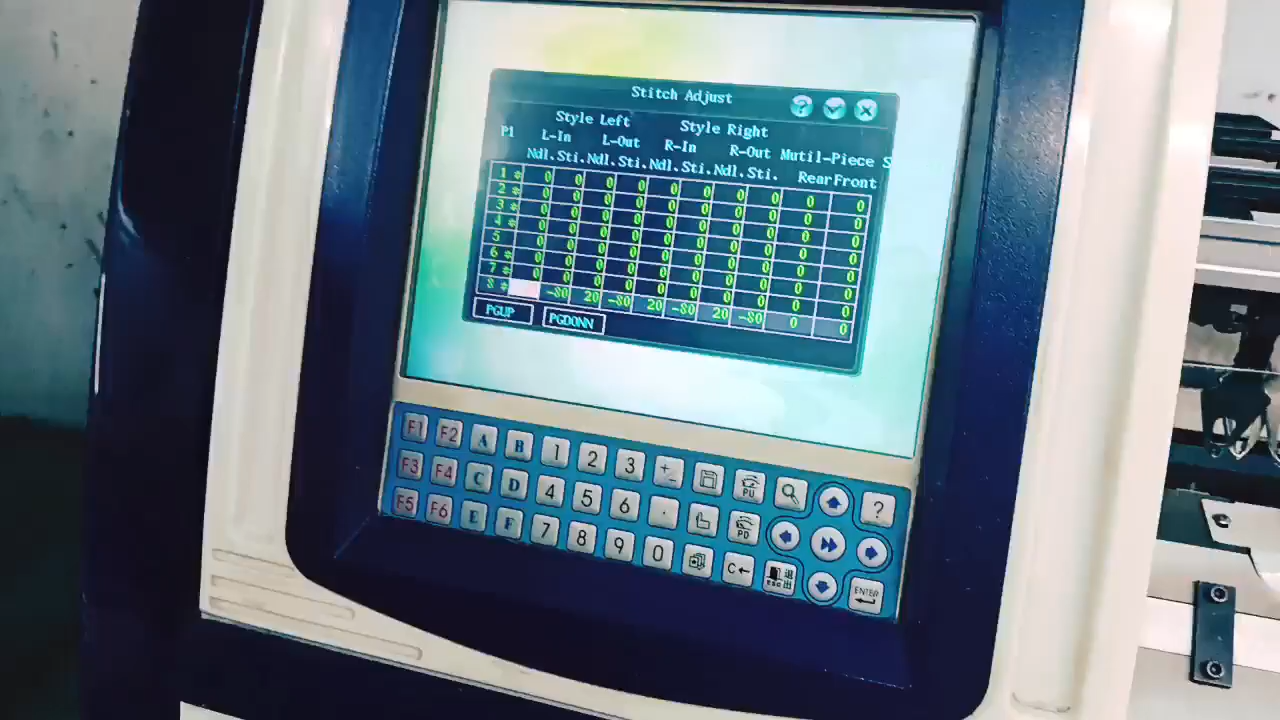 Stitch Adjust
? X
Style Left Style Right
P1 L-In L-Out R-In R-Out Mutil-Piece S
Ndl.Sti.Ndl.Sti.Ndl.Sti.Ndl.Sti. Rear Front
1 * 0 0 0 0 0 0 0 0 0 0
2 * 0 0 0 0 0 0 0 0 0 0
3 * 0 0 0 0 0 0 0 0 0 0
4 * 0 0 0 0 0 0 0 0 0 0
5 0 0 0 0 0 0 0 0 0 0
6 * 0 0 0 0 0 0 0 0 0 0
7 * 0 0 0 0 0 0 0 0 0 0
8 * -80 20 -80 20 -80 20 -80 0 0
PGUP PGDOWN
F1 F2 A B 1 2 3 +- PU ?
F3 F4 C D 4 5 6 . PD
F5 F6 E F 7 8 9 0 C← ESC 退出 ENTER